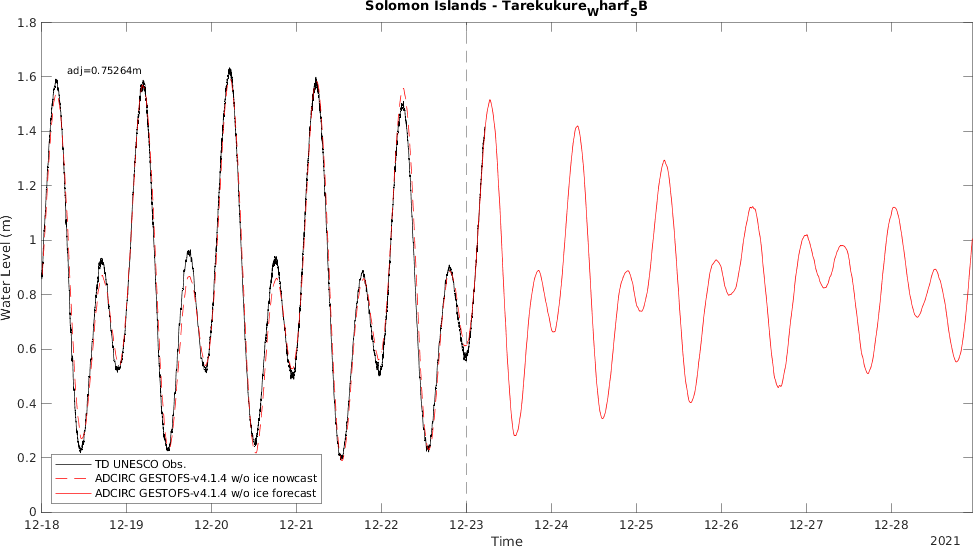 Solomon Islands - TarekukureWharfSB
adj=0.75264m
1.8
1.6
1.4
1.2
1
0.8
0.6
0.4
0.2
0
Water Level (m)
TD UNESCO Obs.
ADCIRC GESTOFS-v4.1.4 w/o ice nowcast
ADCIRC GESTOFS-v4.1.4 w/o ice forecast
12-18 12-19 12-20 12-21 12-22 12-23 12-24 12-25 12-26 12-27 12-28
Time
2021